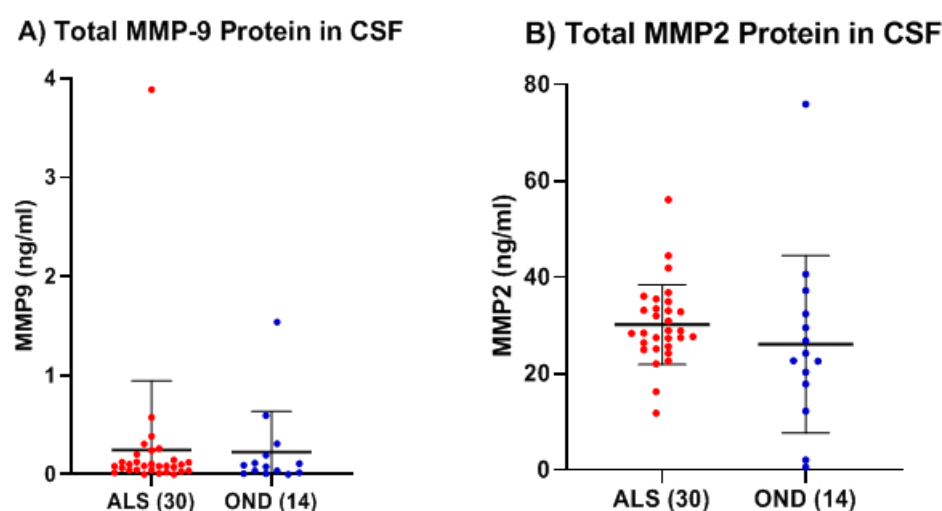 A) Total MMP-9 Protein in CSF
MMP9 (ng/ml)
4
3
2
1
0
ALS (30) OND (14)
B) Total MMP2 Protein in CSF
MMP2 (ng/ml)
80
60
40
20
0
ALS (30) OND (14)